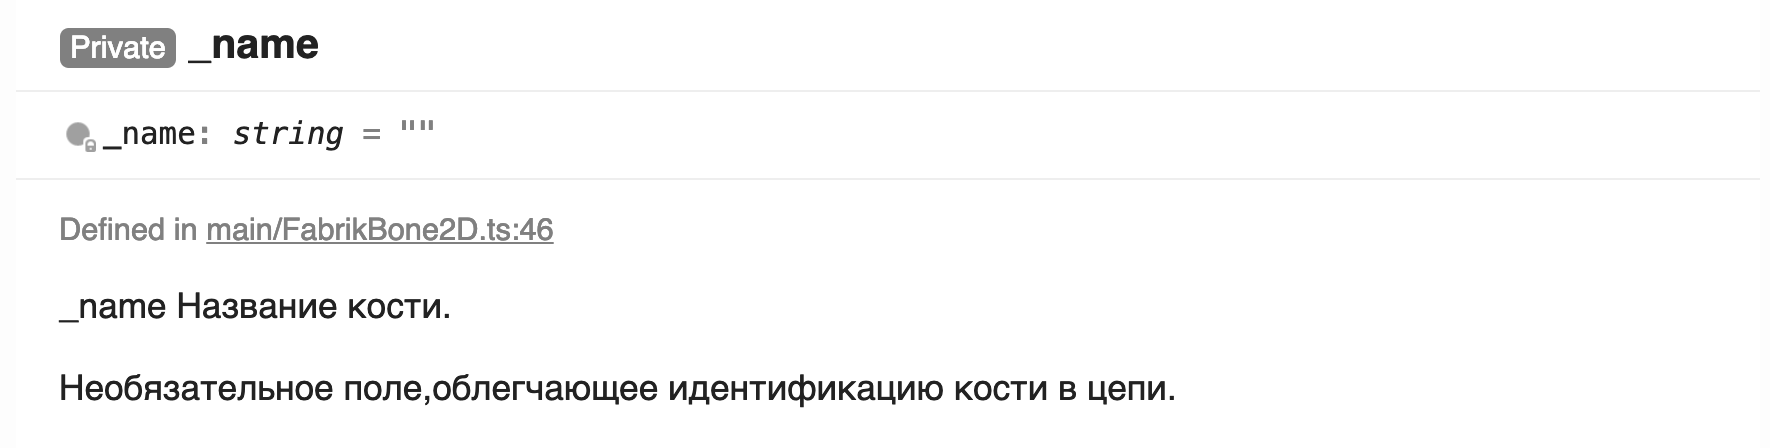 Private _name
_name: string = ""
Defined in main/FabrikBone2D.ts:46
_name Название кости.
Необязательное поле,облегчающее идентификацию кости в цепи.